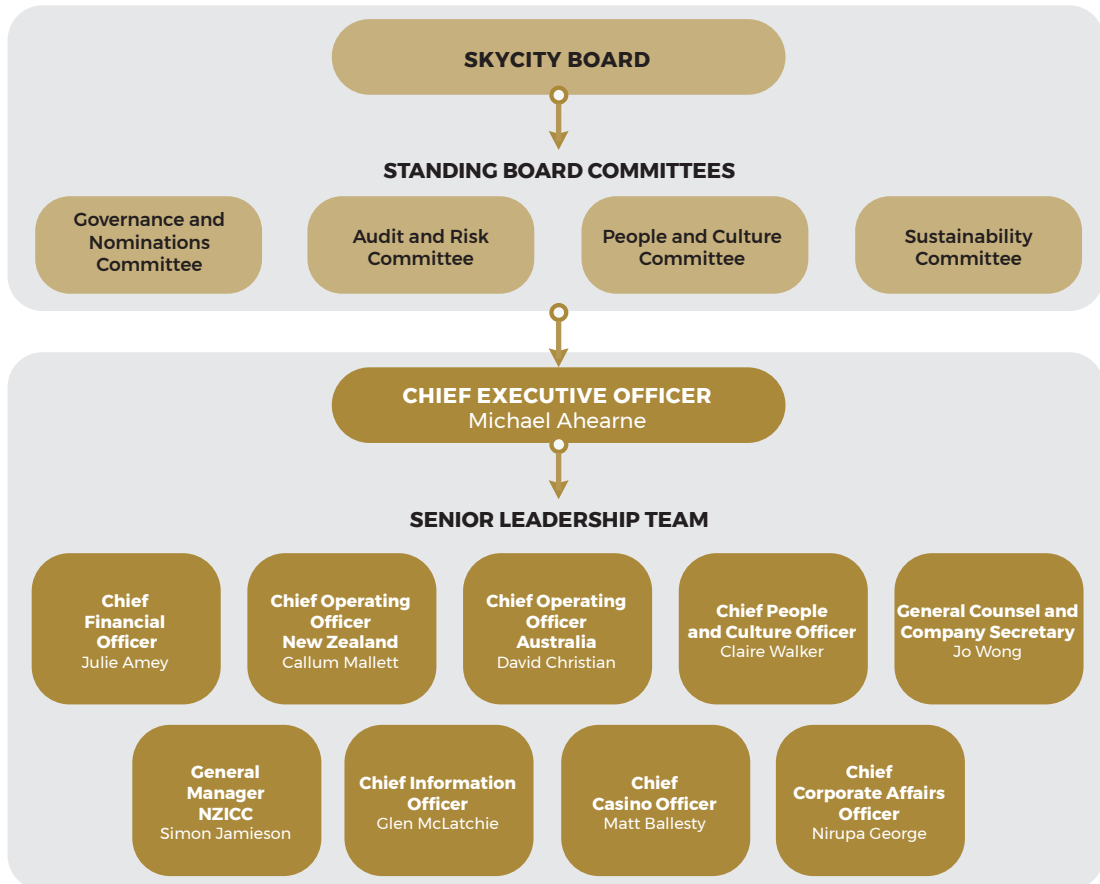 SKYCITY BOARD
STANDING BOARD COMMITTEES
Governance and
Nominations
Committee
Audit and Risk
Committee
People and Culture
Committee
Sustainability
Committee
CHIEF EXECUTIVE OFFICER
Michael Ahearne
SENIOR LEADERSHIP TEAM
Chief
Financial
Officer
Julie Amey
Chief Operating
Officer
New Zealand
Callum Mallett
Chief Operating
Officer
Australia
David Christian
Chief People
and Culture Officer
Claire Walker
General Counsel and
Company Secretary
Jo Wong
General
Manager
NZICC
Simon Jamieson
Chief Information
Officer
Glen McLatchie
Chief
Casino Officer
Matt Ballesty
Chief
Corporate Affairs
Officer
Nirupa George